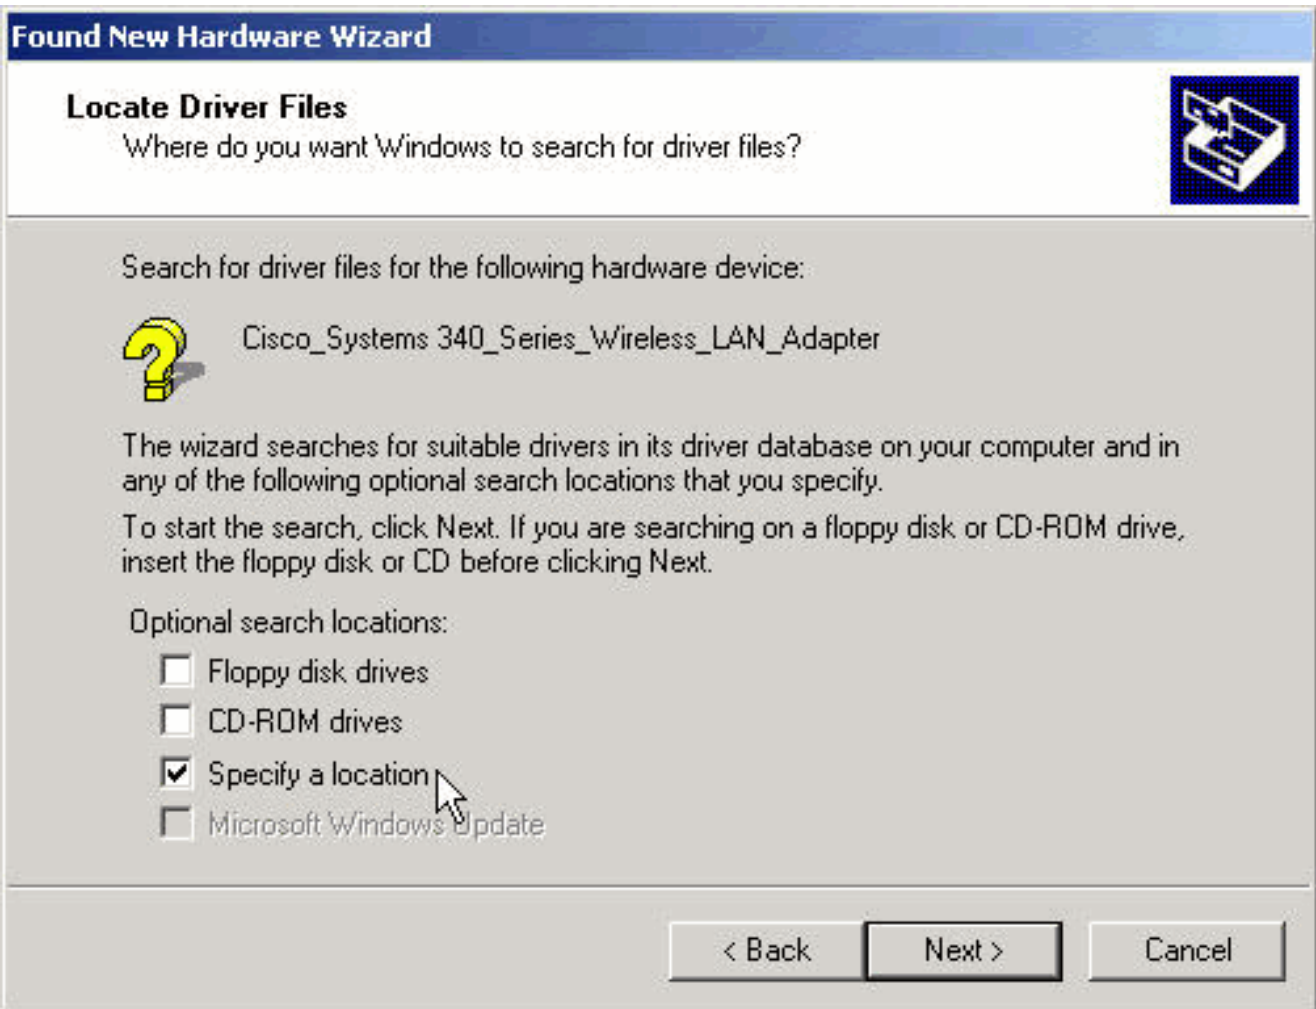 Found New Hardware Wizard
Locate Driver Files
Where do you want Windows to search for driver files?
Search for driver files for the following hardware device:
Cisco_Systems 340_Series_Wireless_LAN_Adapter
The wizard searches for suitable drivers in its driver database on your computer and in
any of the following optional search locations that you specify.
To start the search, click Next. If you are searching on a floppy disk or CD-ROM drive,
insert the floppy disk or CD before clicking Next.
Optional search locations:
Floppy disk drives
CD-ROM drives
Specify a location
Microsoft Windows Update
< Back Next > Cancel